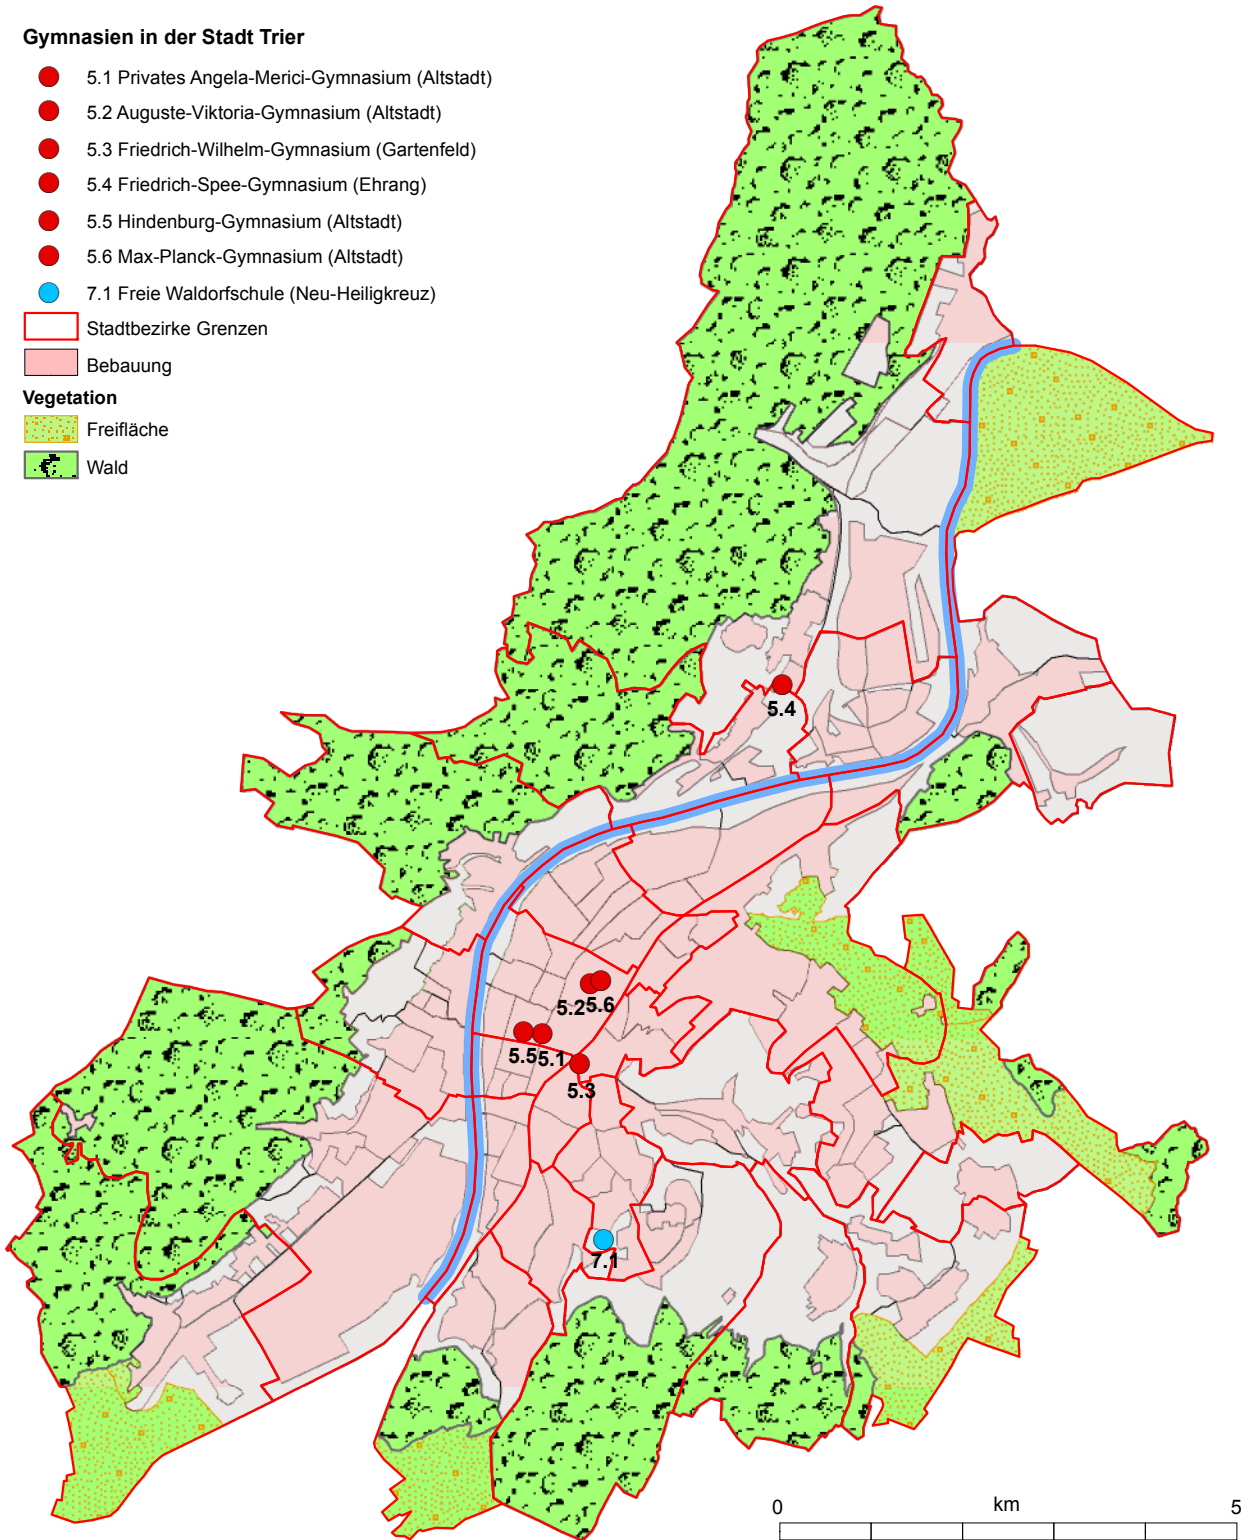 Gymnasien in der Stadt Trier
5.1 Privates Angela-Merici-Gymnasium (Altstadt)
5.2 Auguste-Viktoria-Gymnasium (Altstadt)
5.3 Friedrich-Wilhelm-Gymnasium (Gartenfeld)
5.4 Friedrich-Spee-Gymnasium (Ehrang)
5.5 Hindenburg-Gymnasium (Altstadt)
5.6 Max-Planck-Gymnasium (Altstadt)
7.1 Freie Waldorfschule (Neu-Heiligkreuz)
Stadtbezirke Grenzen
Bebauung
Vegetation
Freifläche
Wald
5.4
5.2 5.6
5.5 5.1
5.3
7.1
0 km 5